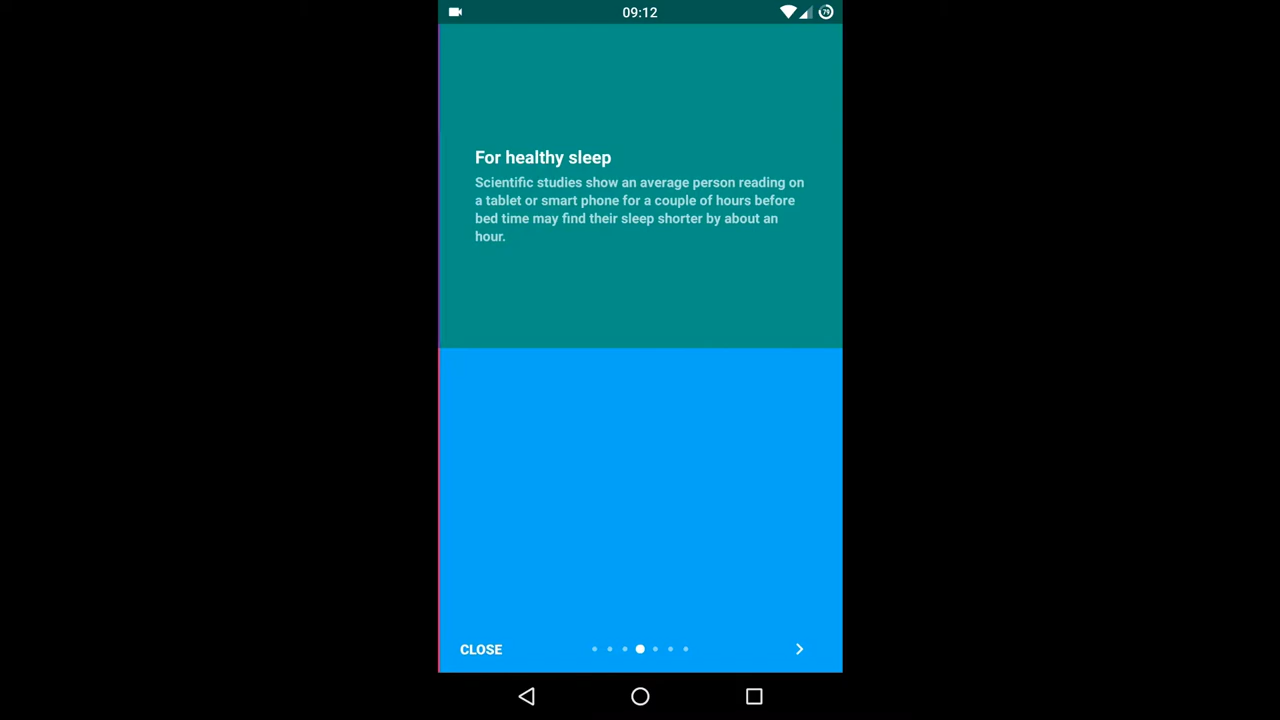 09:12
79
For healthy sleep
Scientific studies show an average person reading on
a tablet or smart phone for a couple of hours before
bed time may find their sleep shorter by about an
hour.
CLOSE